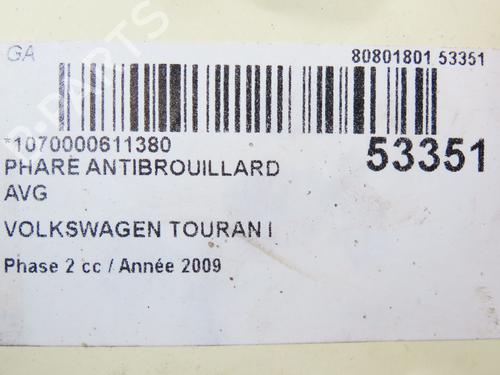 GA
80801801 53351
*1070000611380
53351
PHARE ANTIBROUILLARD
AVG
VOLKSWAGEN TOURAN I
Phase 2 cc / Année 2009